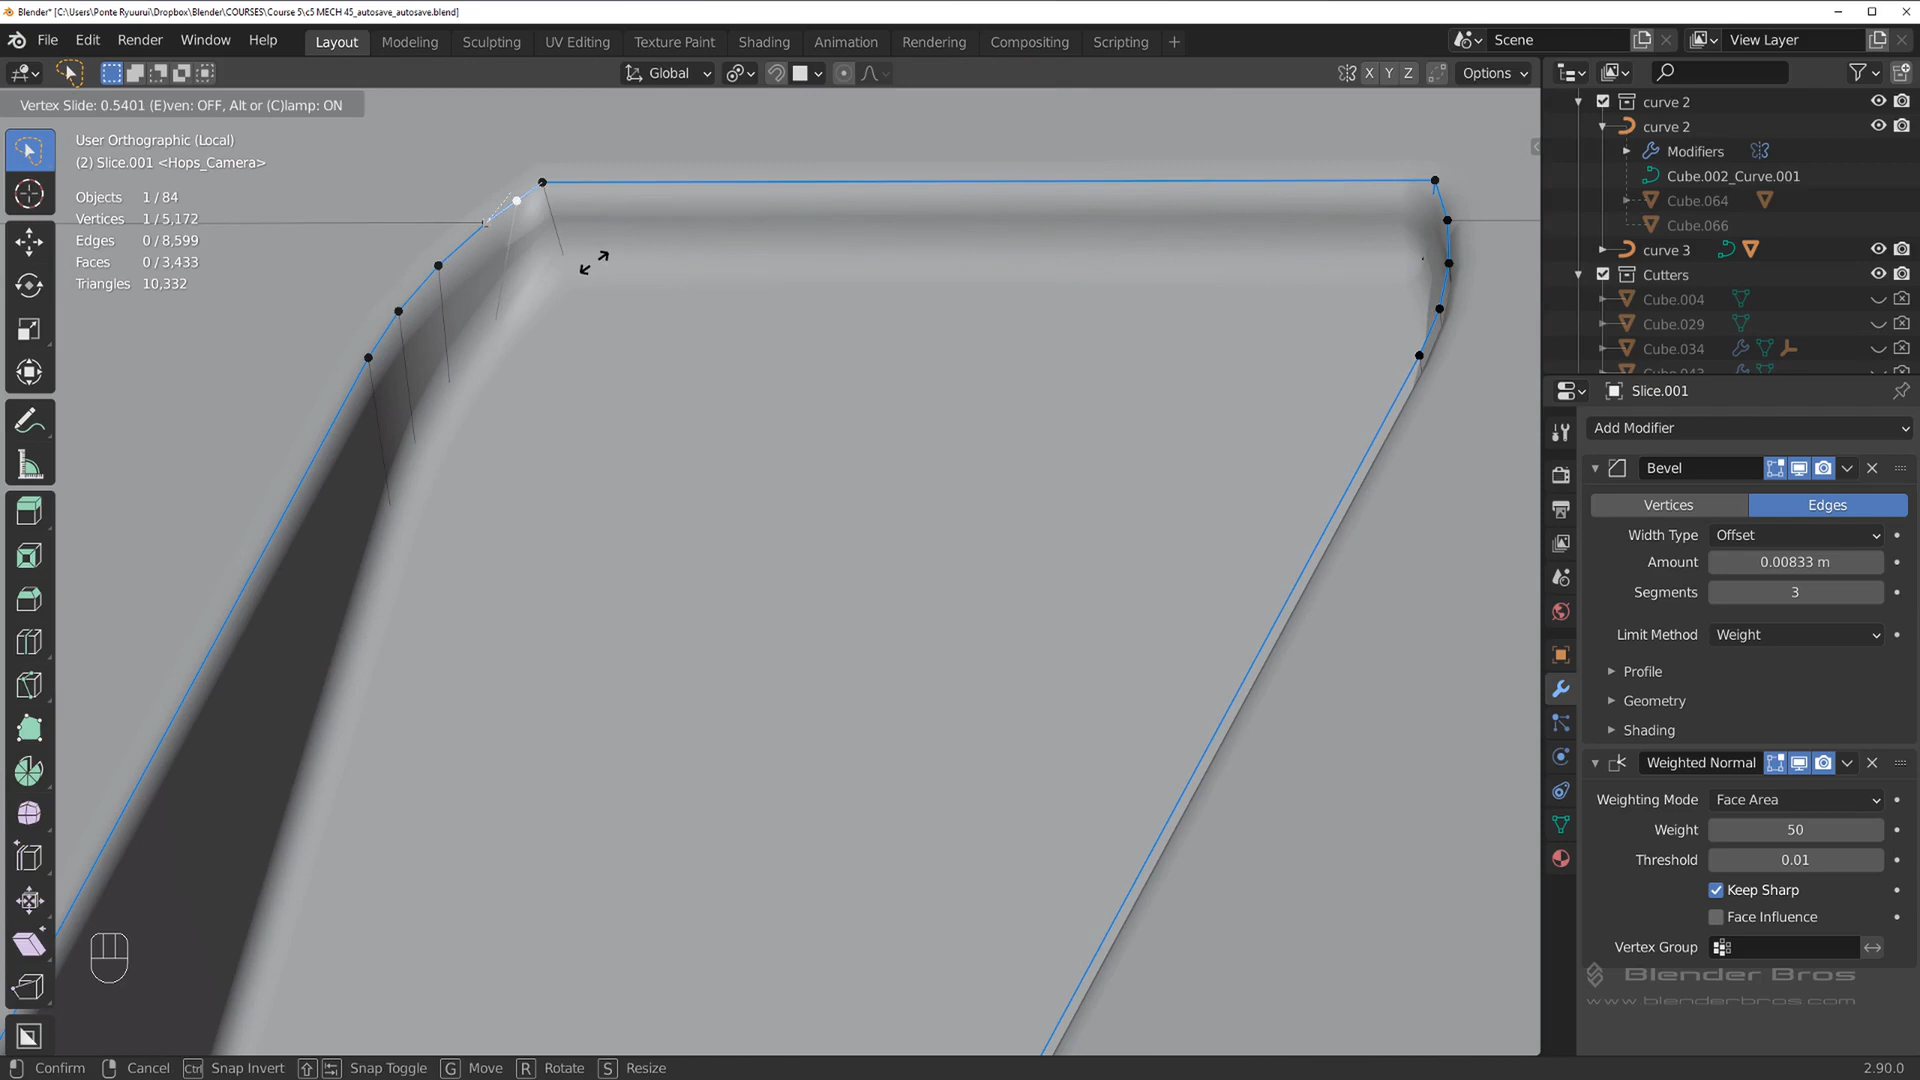 Blender* [C:\Users\Ponte Ryuurui\Dropbox\Blender\COURSES\Course 5\c5 MECH 45_autosave_autosave.blend]
File Edit Render Window Help Layout Modeling Sculpting UV Editing Texture Paint Shading Animation Rendering Compositing Scripting + Scene View Layer
Global X Y Z Options
Vertex Slide: 0.5401 (E)ven: OFF, Alt or (C)lamp: ON
User Orthographic (Local)
(2) Slice.001 <Hops_Camera>
Objects 1 / 84
Vertices 1 / 5,172
Edges 0 / 8,599
Faces 0 / 3,433
Triangles 10,332
curve 2
curve 2
Modifiers
Cube.002_Curve.001
Cube.064
Cube.066
curve 3
Cutters
Cube.004
Cube.029
Cube.034
Slice.001
Add Modifier
Bevel
Vertices Edges
Width Type Offset
Amount 0.00833 m
Segments 3
Limit Method Weight
Profile
Geometry
Shading
Weighted Normal
Weighting Mode Face Area
Weight 50
Threshold 0.01
Keep Sharp
Face Influence
Vertex Group
Blender Bros
www.blenderbros.com
Confirm Cancel Ctrl Snap Invert Snap Toggle G Move R Rotate S Resize 2.90.0